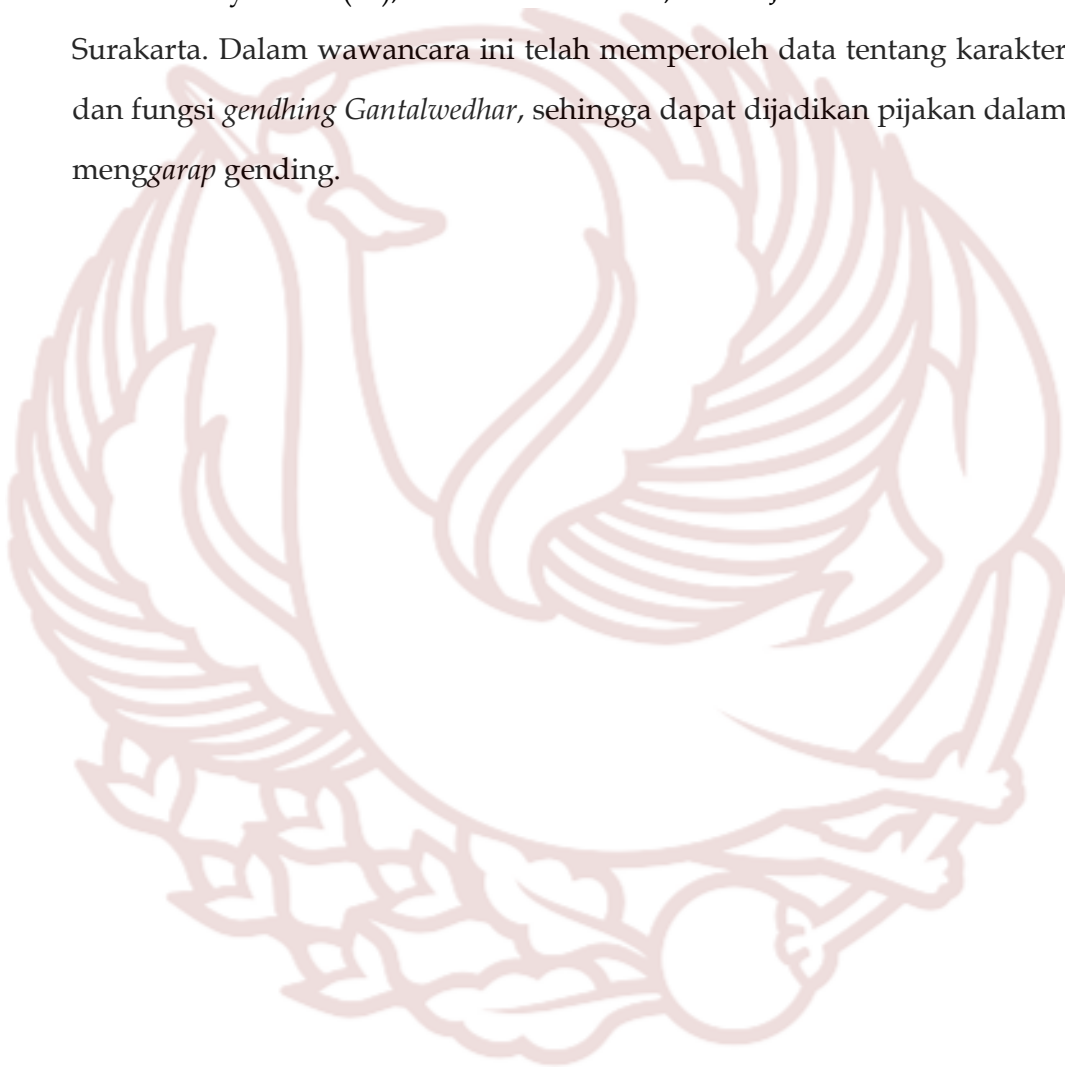 Surakarta. Dalam wawancara ini telah memperoleh data tentang karakter
dan fungsi gendhing Gantalwedhar, sehingga dapat dijadikan pijakan dalam
menggarap gending.